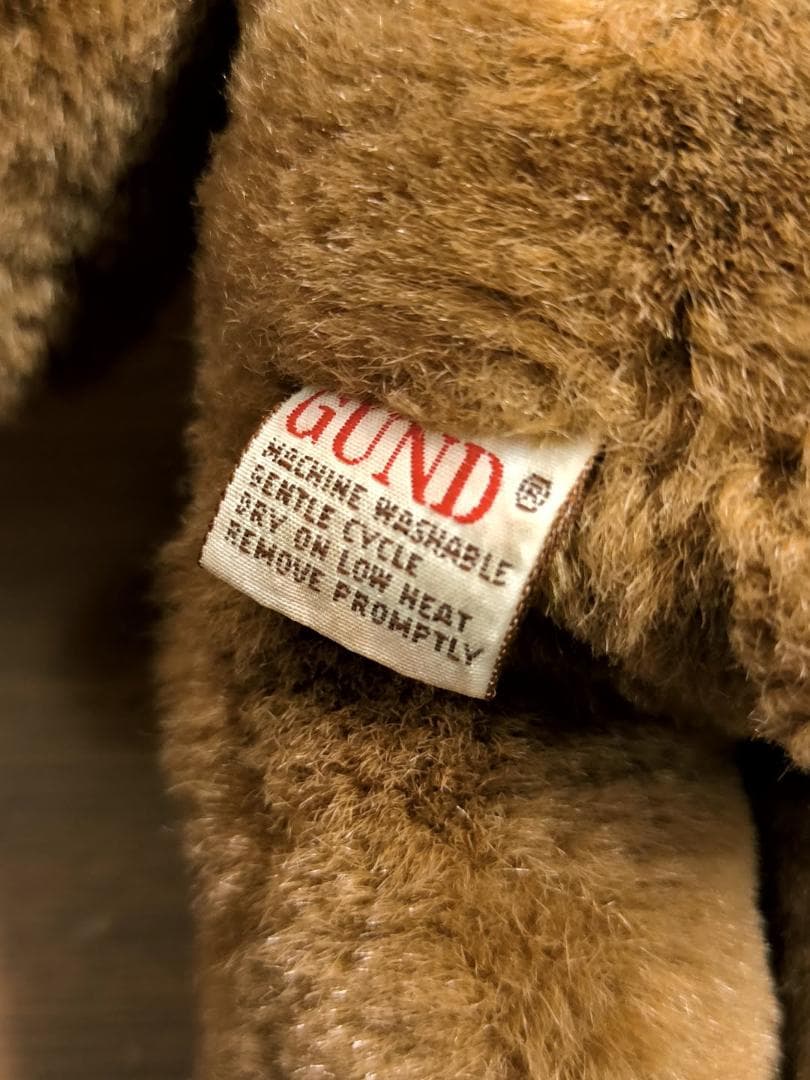 GUND ®
MACHINE WASHABLE
GENTLE CYCLE
DRY ON LOW HEAT
REMOVE PROMPTLY